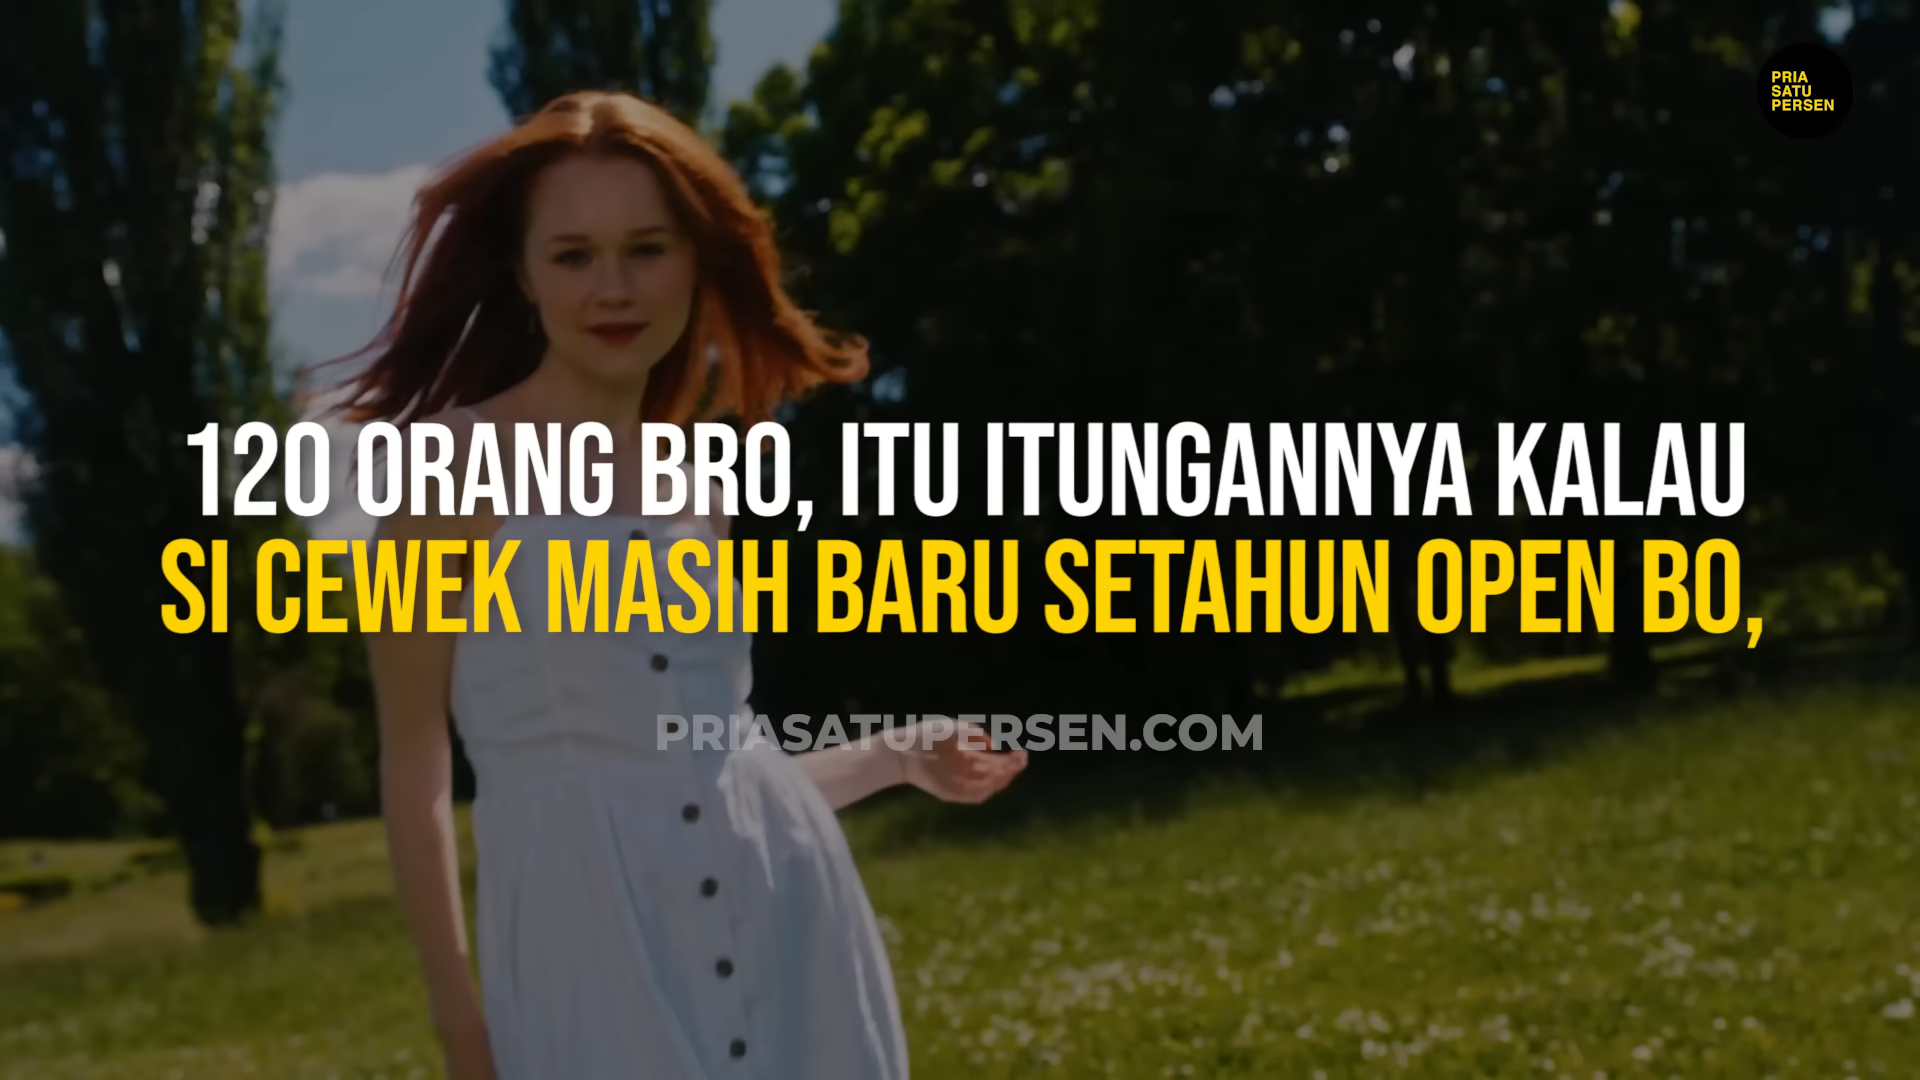 PRIA
SATU
PERSEN
120 ORANG BRO, ITU ITUNGANNYA KALAU
SI CEWEK MASIH BARU SETAHUN OPEN BO,
PRIASATUPERSEN.COM